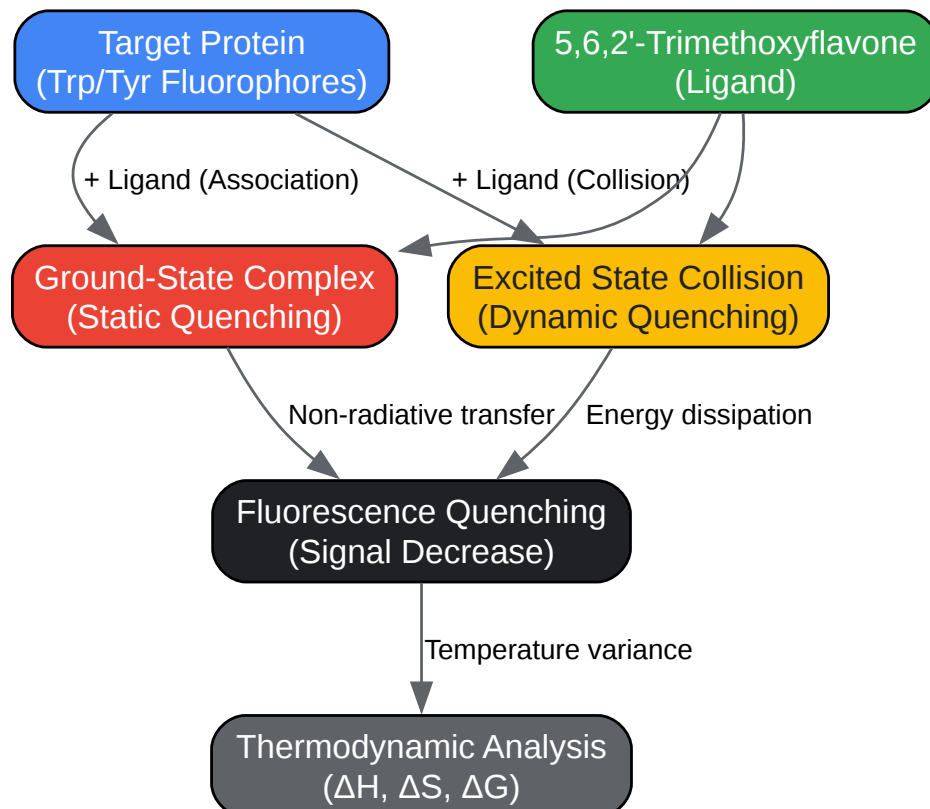 Target Protein
(Trp/Tyr Fluorophores)
5,6,2'-Trimethoxyflavone
(Ligand)
+ Ligand (Association)
+ Ligand (Collision)
Ground-State Complex
(Static Quenching)
Excited State Collision
(Dynamic Quenching)
Non-radiative transfer
Energy dissipation
Fluorescence Quenching
(Signal Decrease)
Temperature variance
Thermodynamic Analysis
(ΔH, ΔS, ΔG)